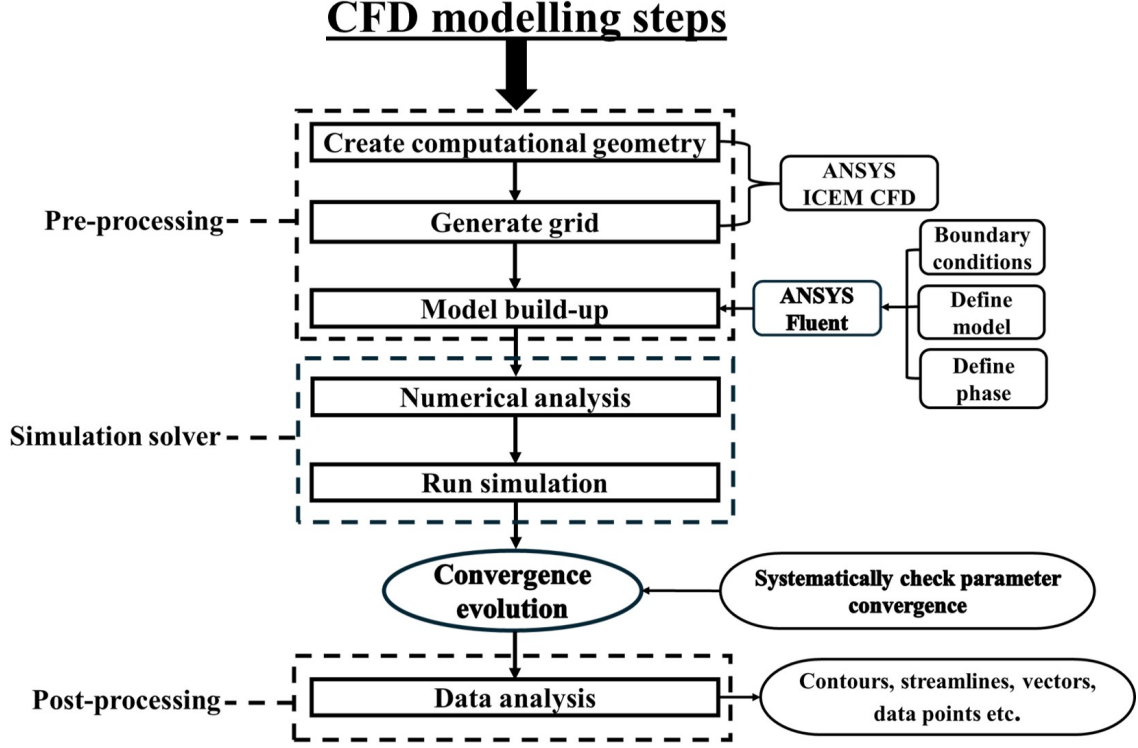 CFD modelling steps
Create computational geometry
ANSYS
ICEM CFD
Pre-processing
Generate grid
Boundary
conditions
Model build-up
ANSYS
Fluent
Define
model
Define
phase
Numerical analysis
Simulation solver
Run simulation
Convergence
evolution
Systematically check parameter
convergence
Post-processing
Data analysis
Contours, streamlines, vectors,
data points etc.